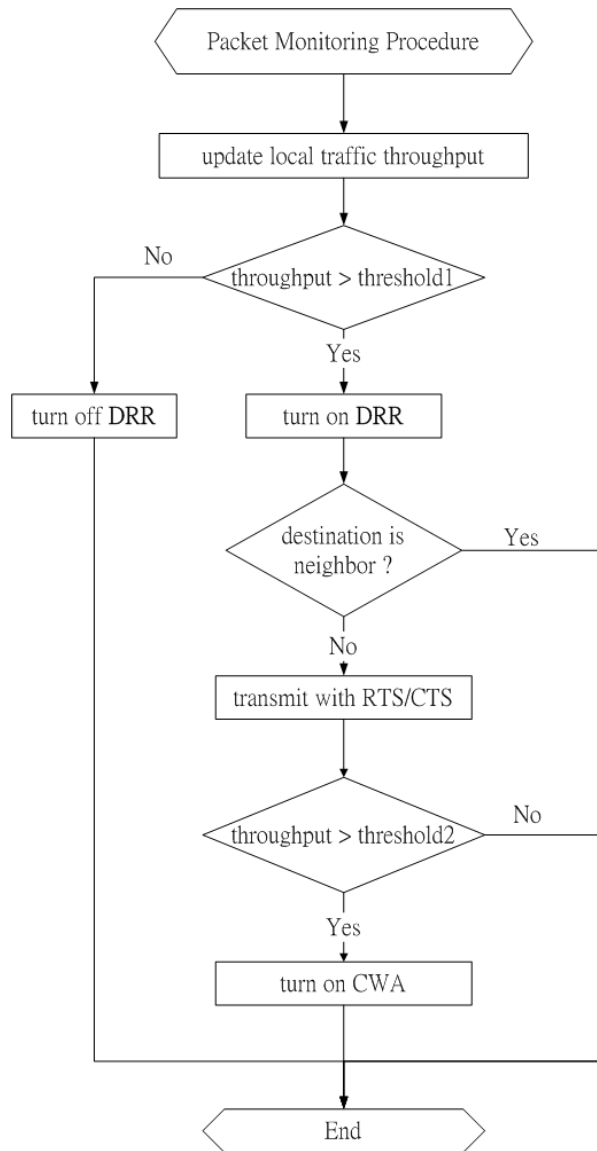 Packet Monitoring Procedure
update local traffic throughput
No
throughput > threshold1
Yes
turn off DRR
turn on DRR
destination is
neighbor ?
Yes
No
transmit with RTS/CTS
throughput > threshold2
No
Yes
turn on CWA
End